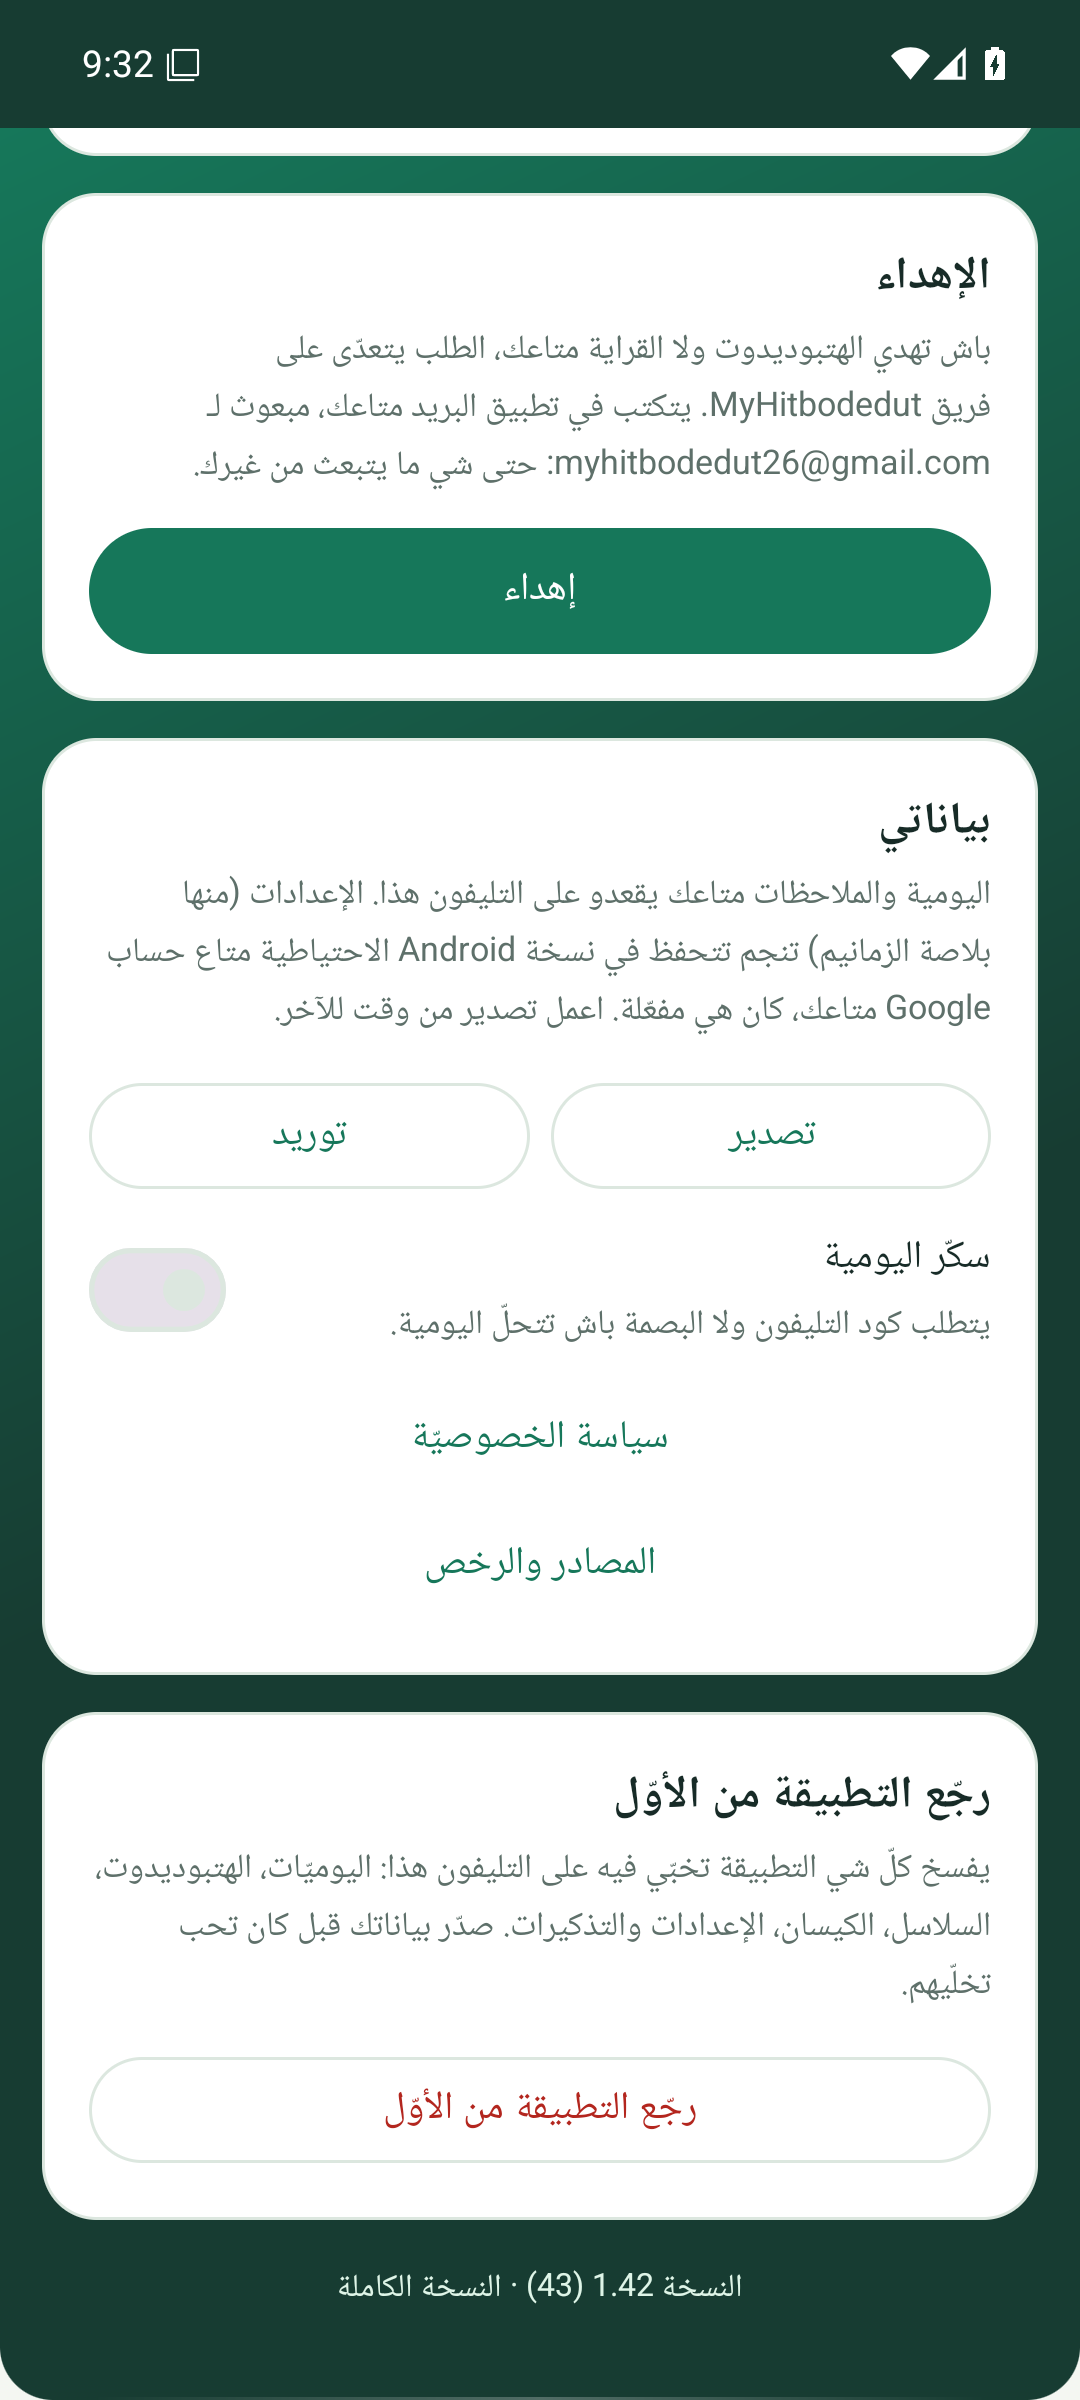 9:32
الإهداء
باش تهدي الهتبوديدوت ولا القراية متاعك، الطلب يتعدّى على
فريق MyHitbodedut. يتكتب في تطبيق البريد متاعك، مبعوث لـ
myhitbodedut26@gmail.com: حتى شي ما يتبعث من غيرك.
إهداء
بياناتي
اليومية والملاحظات متاعك يقعدو على التليفون هذا. الإعدادات (منها
بلاصة الزمانيم) تنجم تتحفظ في نسخة Android الاحتياطية متاع حساب
Google متاعك، كان هي مفعّلة. اعمل تصدير من وقت للآخر.
تصدير
توريد
سكّر اليومية
يتطلب كود التليفون ولا البصمة باش تتحلّ اليومية.
سياسة الخصوصيّة
المصادر والرخص
رجّع التطبيقة من الأوّل
يفسخ كلّ شي التطبيقة تخبّي فيه على التليفون هذا: اليوميّات، الهتبوديدوت،
السلاسل، الكيسان، الإعدادات والتذكيرات. صدّر بياناتك قبل كان تحب
تخلّيهم.
رجّع التطبيقة من الأوّل
النسخة 1.42 (43) · النسخة الكاملة